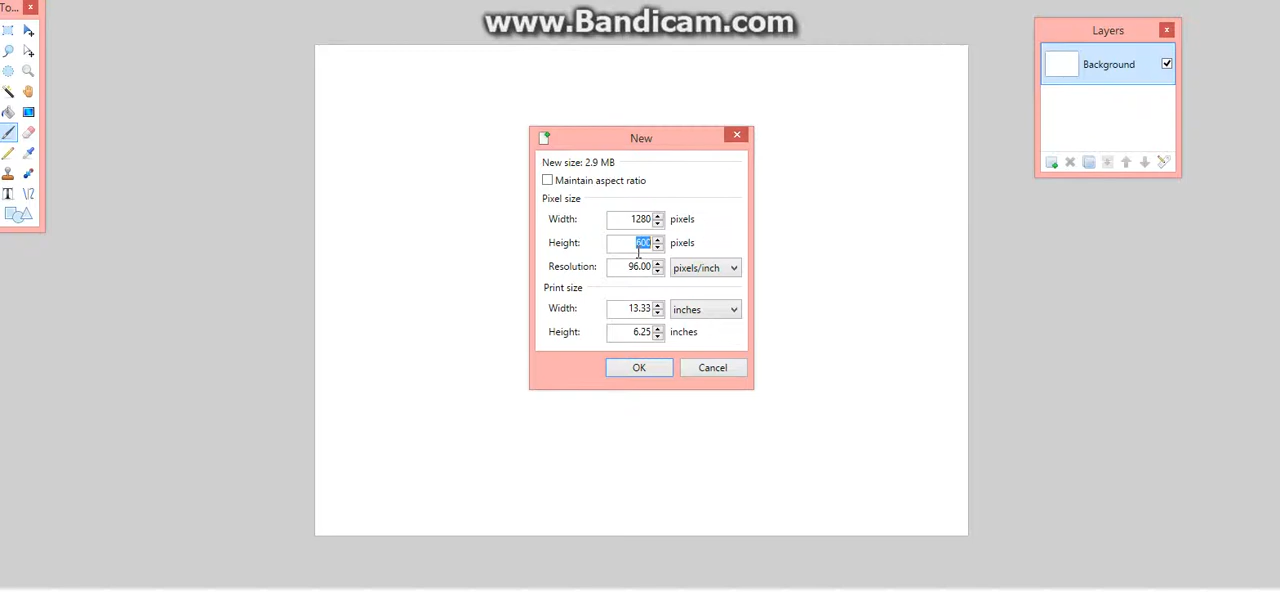 www.Bandicam.com
To...
Layers
Background
New
New size: 2.9 MB
Maintain aspect ratio
Pixel size
Width: 1280 pixels
Height: 600 pixels
Resolution: 96.00 pixels/inch
Print size
Width: 13.33 inches
Height: 6.25 inches
OK Cancel